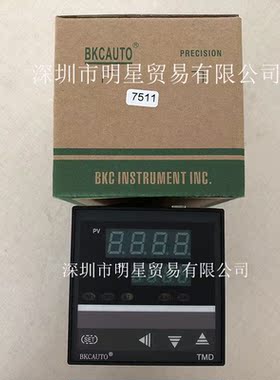 BKCAUTO®
PRECISION
深圳市明星贸易有限公司
7511
BKC INSTRUMENT INC.
PV
8.8.8.8.
深圳市明星贸易有限公司
SET
BKCAUTO®
TMD